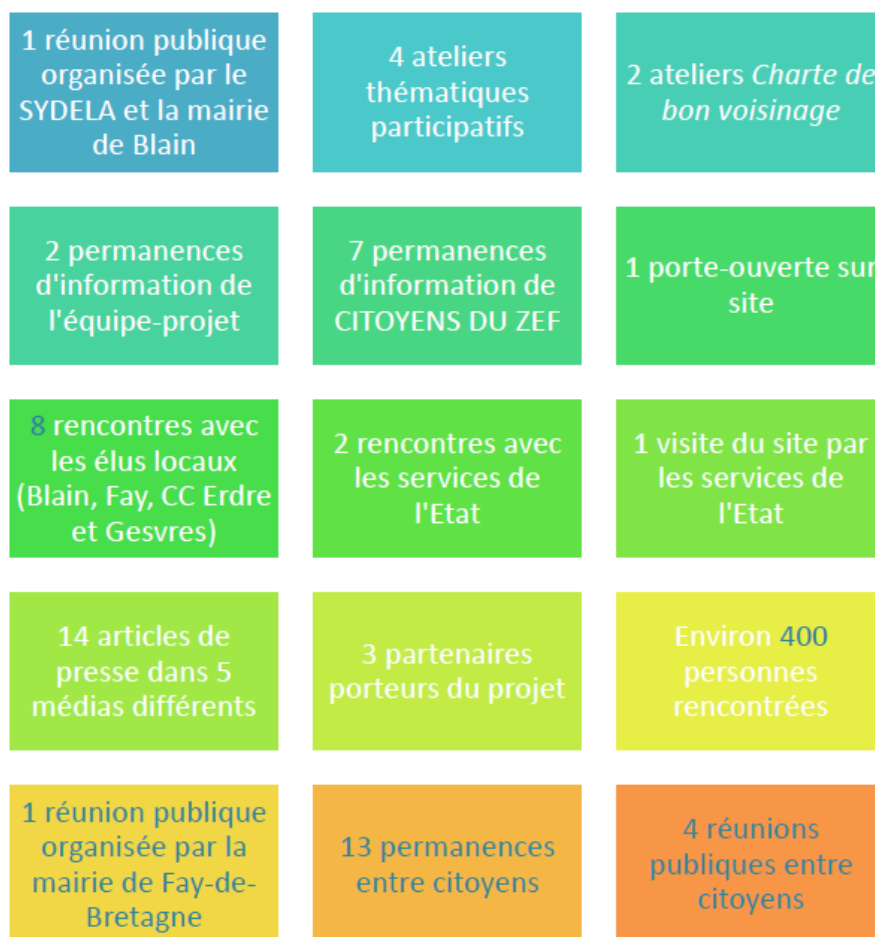 1 réunion publique
organisée par le
SYDELA et la mairie
de Blain
4 ateliers
thématiques
participatifs
2 ateliers Charte de
bon voisinage
2 permanences
d'information de
l'équipe-projet
7 permanences
d'information de
CITOYENS DU ZEF
1 porte-ouverte sur
site
8 rencontres avec
les élus locaux
(Blain, Fay, CC Erdre
et Gesvres)
2 rencontres avec
les services de
l'Etat
1 visite du site par
les services de
l'Etat
14 articles de
presse dans 5
médias différents
3 partenaires
porteurs du projet
Environ 400
personnes
rencontrées
1 réunion publique
organisée par la
mairie de Fay-de-
Bretagne
13 permanences
entre citoyens
4 réunions
publiques entre
citoyens